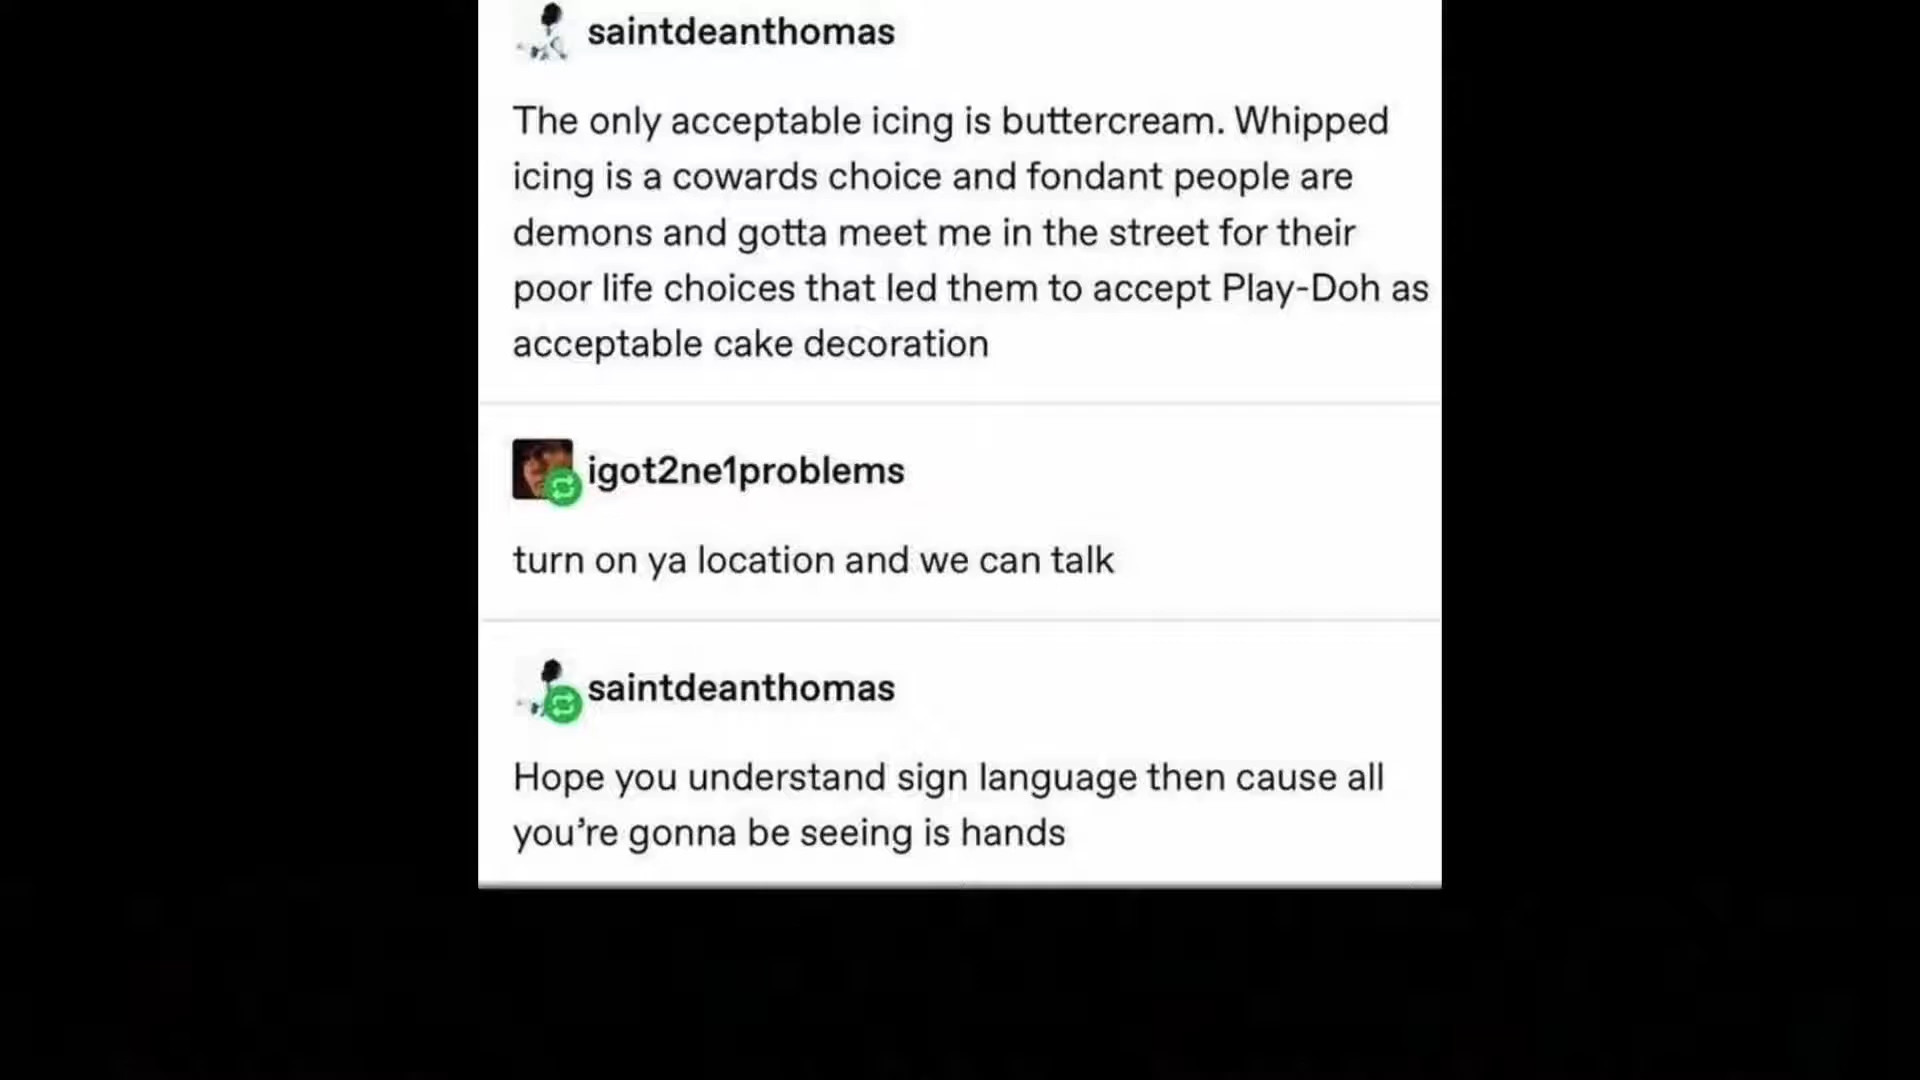 saintdeanthomas
The only acceptable icing is buttercream. Whipped
icing is a cowards choice and fondant people are
demons and gotta meet me in the street for their
poor life choices that led them to accept Play-Doh as
acceptable cake decoration
igot2ne1problems
turn on ya location and we can talk
saintdeanthomas
Hope you understand sign language then cause all
you're gonna be seeing is hands